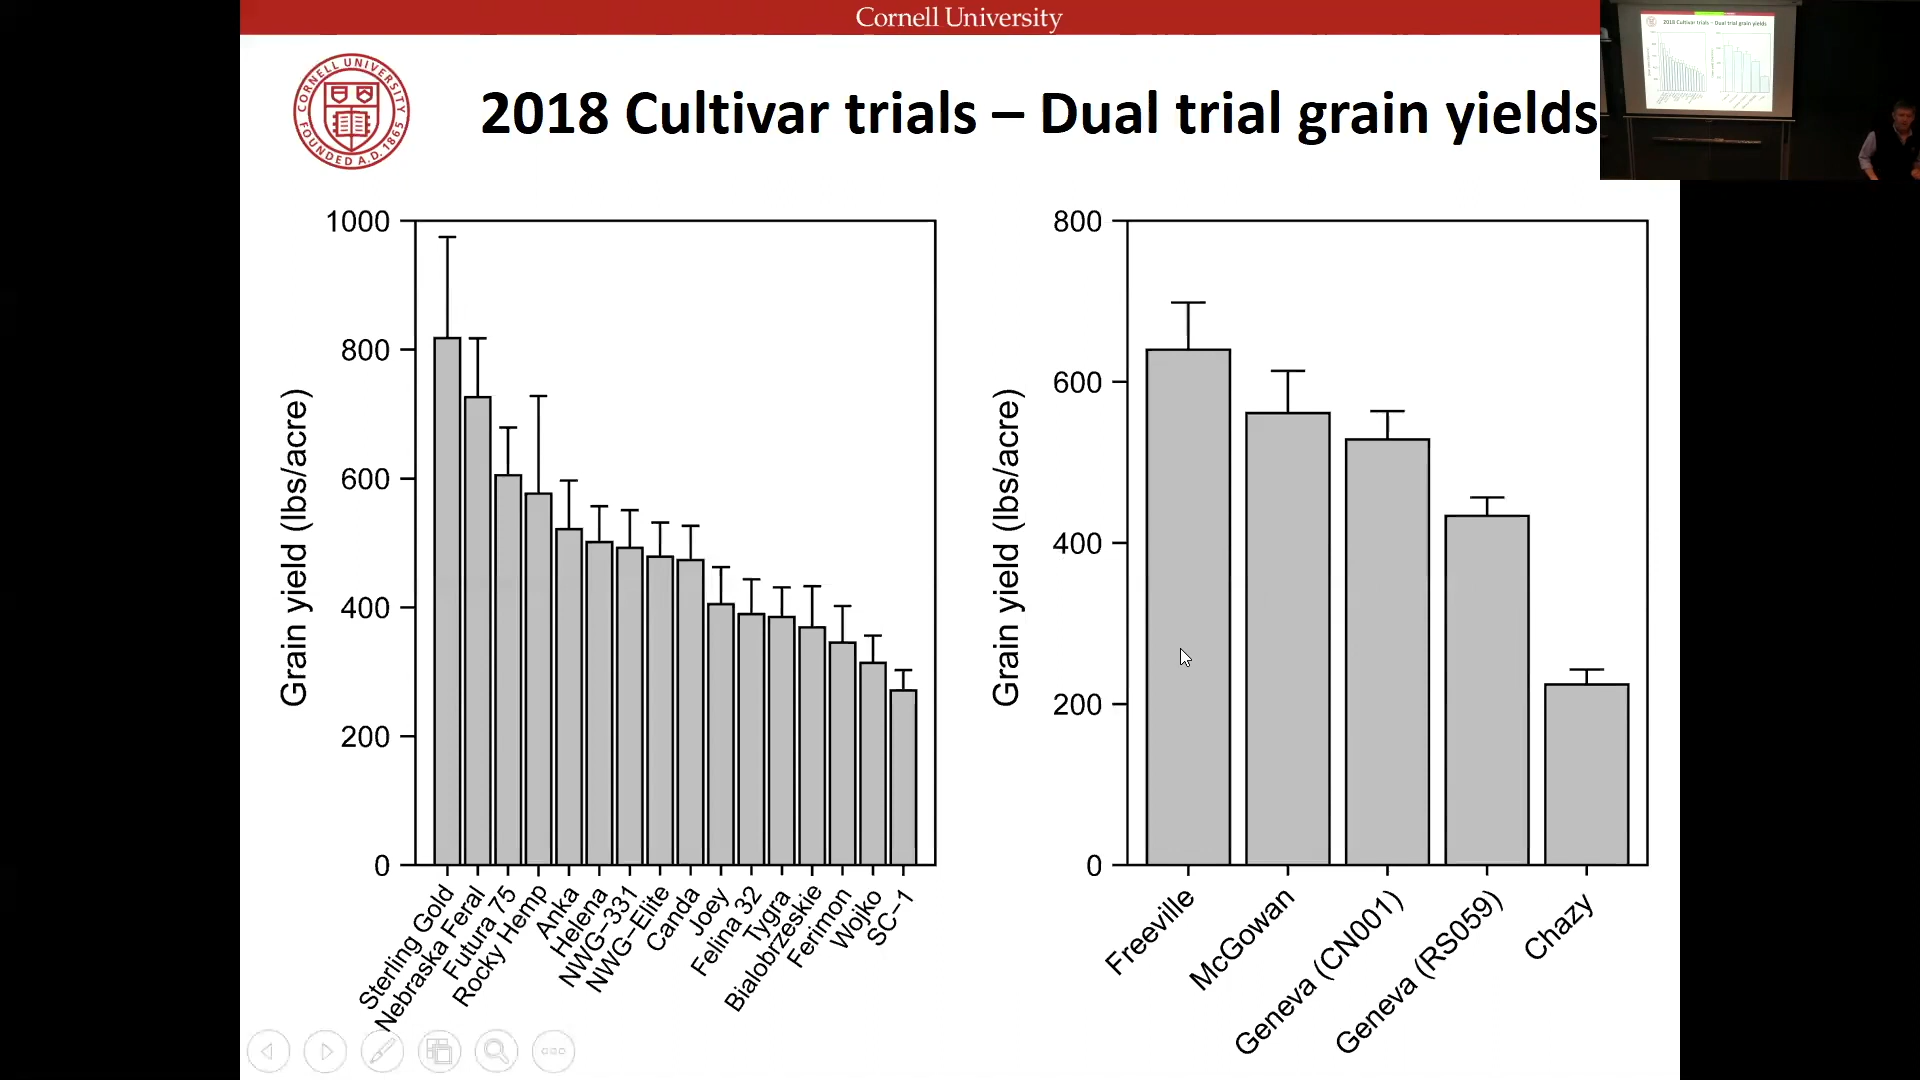 Cornell University
CORNELL UNIVERSITY
FOUNDED A.D. 1865
2018 Cultivar trials – Dual trial grain yields
2018 Cultivar trials – Dual trial grain yields
Grain yield (lbs/acre)
1000
800
600
400
200
0
Sterling Gold
Nebraska Feral
Futura 75
Rocky Hemp
Anka
Helena
NWG−331
NWG−Elite
Canda
Joey
Felina 32
Tygra
Bialobrzeskie
Ferimon
Wojko
SC−1
Grain yield (lbs/acre)
800
600
400
200
0
Freeville
McGowan
Geneva (CN001)
Geneva (RS059)
Chazy